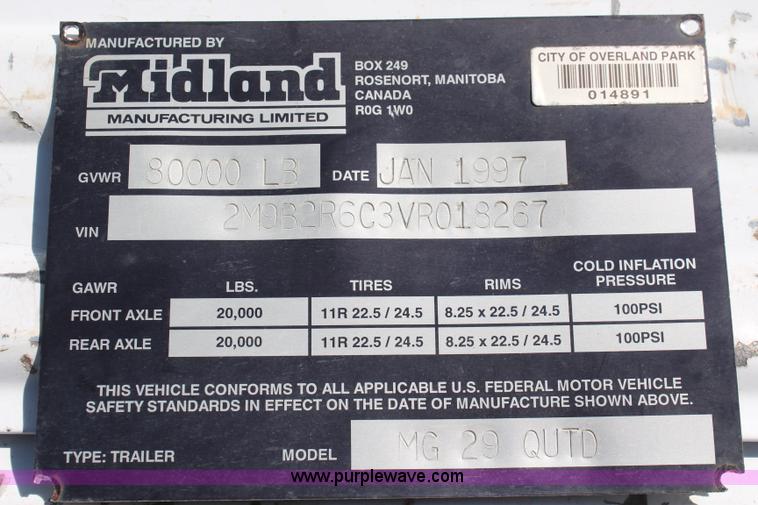 MANUFACTURED BY
Midland
MANUFACTURING LIMITED
BOX 249
ROSENORT, MANITOBA
CANADA
R0G 1W0
CITY OF OVERLAND PARK
014891
GVWR 80000 LB DATE JAN 1997
VIN 2M9B2R6C3VR018267
GAWR LBS. TIRES RIMS COLD INFLATION PRESSURE
FRONT AXLE 20,000 11R 22.5 / 24.5 8.25 x 22.5 / 24.5 100PSI
REAR AXLE 20,000 11R 22.5 / 24.5 8.25 x 22.5 / 24.5 100PSI
THIS VEHICLE CONFORMS TO ALL APPLICABLE U.S. FEDERAL MOTOR VEHICLE
SAFETY STANDARDS IN EFFECT ON THE DATE OF MANUFACTURE SHOWN ABOVE.
TYPE: TRAILER MODEL MG 29 QUTD
www.purplewave.com